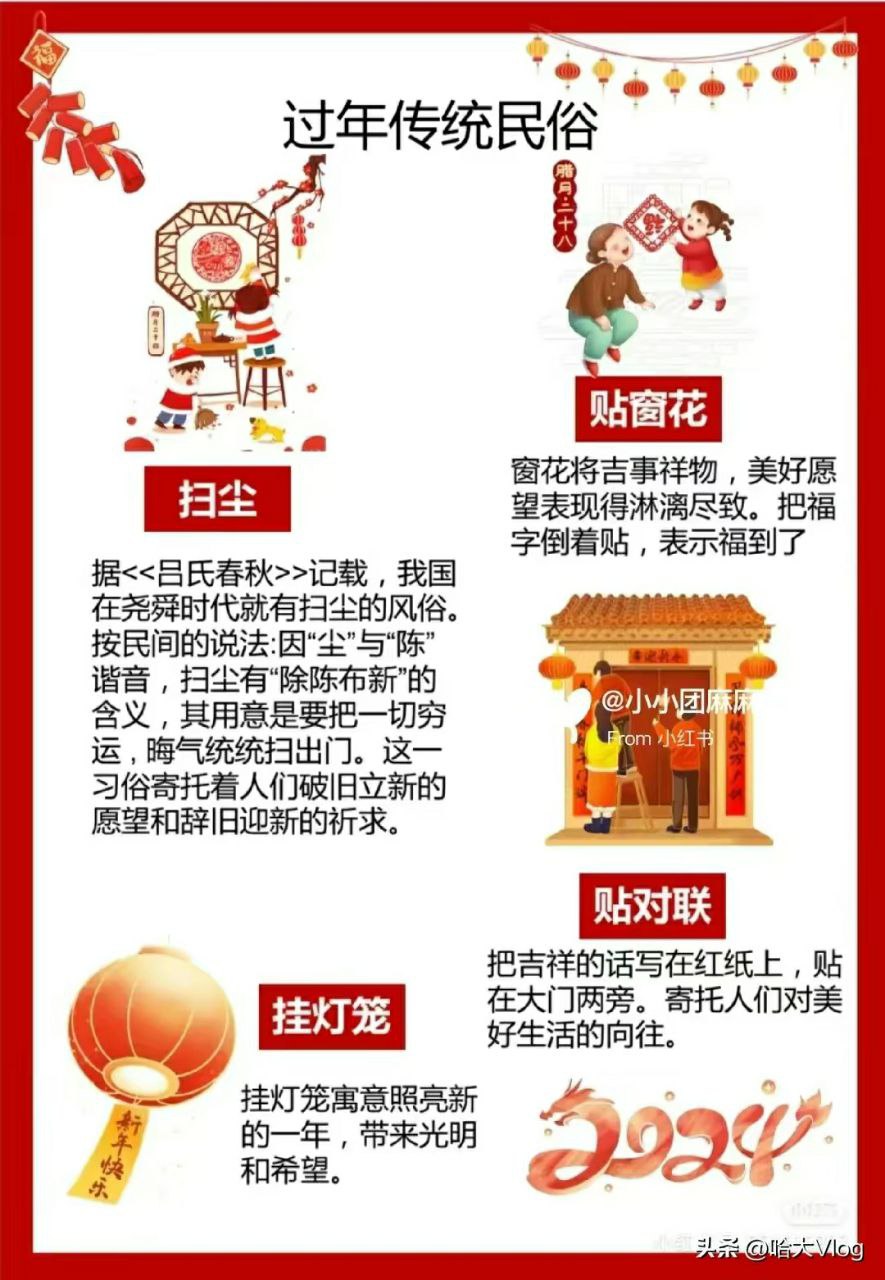 福
过年传统民俗
腊月二十四
扫尘
据<<吕氏春秋>>记载，我国
在尧舜时代就有扫尘的风俗。
按民间的说法:因“尘”与“陈”
谐音，扫尘有“除陈布新”的
含义，其用意是要把一切穷
运，晦气统统扫出门。这一
习俗寄托着人们破旧立新的
愿望和辞旧迎新的祈求。
腊月·二十八
贴窗花
窗花将吉事祥物，美好愿
望表现得淋漓尽致。把福
字倒着贴，表示福到了
@小小团麻麻
From 小红书
贴对联
把吉祥的话写在红纸上，贴
在大门两旁。寄托人们对美
好生活的向往。
新年快乐
挂灯笼
挂灯笼寓意照亮新
的一年，带来光明
和希望。
2024
头条 @哈大Vlog